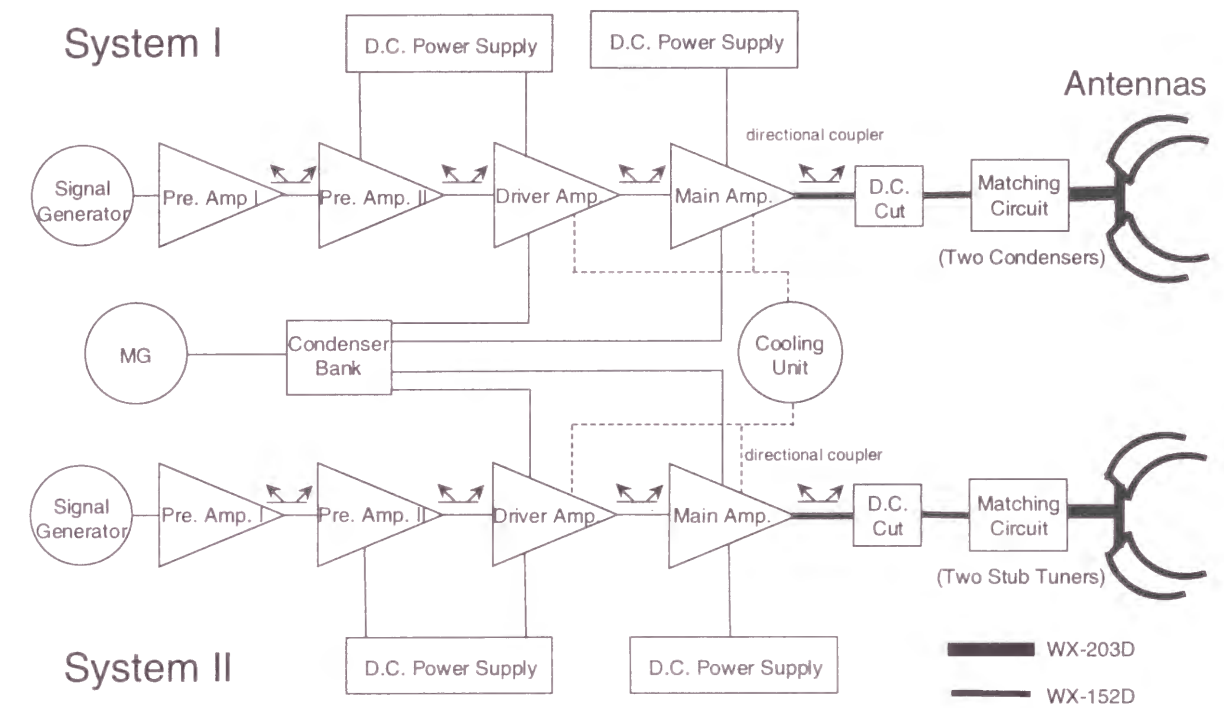 System I
D.C. Power Supply
D.C. Power Supply
Antennas
directional coupler
Signal
Generator
Pre. Amp I
Pre. Amp. II
Driver Amp.
Main Amp.
D.C.
Cut
Matching
Circuit
(Two Condensers)
MG
Condenser
Bank
Cooling
Unit
directional coupler
Signal
Generator
Pre. Amp. I
Pre. Amp. II
Driver Amp.
Main Amp.
D.C.
Cut
Matching
Circuit
(Two Stub Tuners)
System II
D.C. Power Supply
D.C. Power Supply
WX-203D
WX-152D